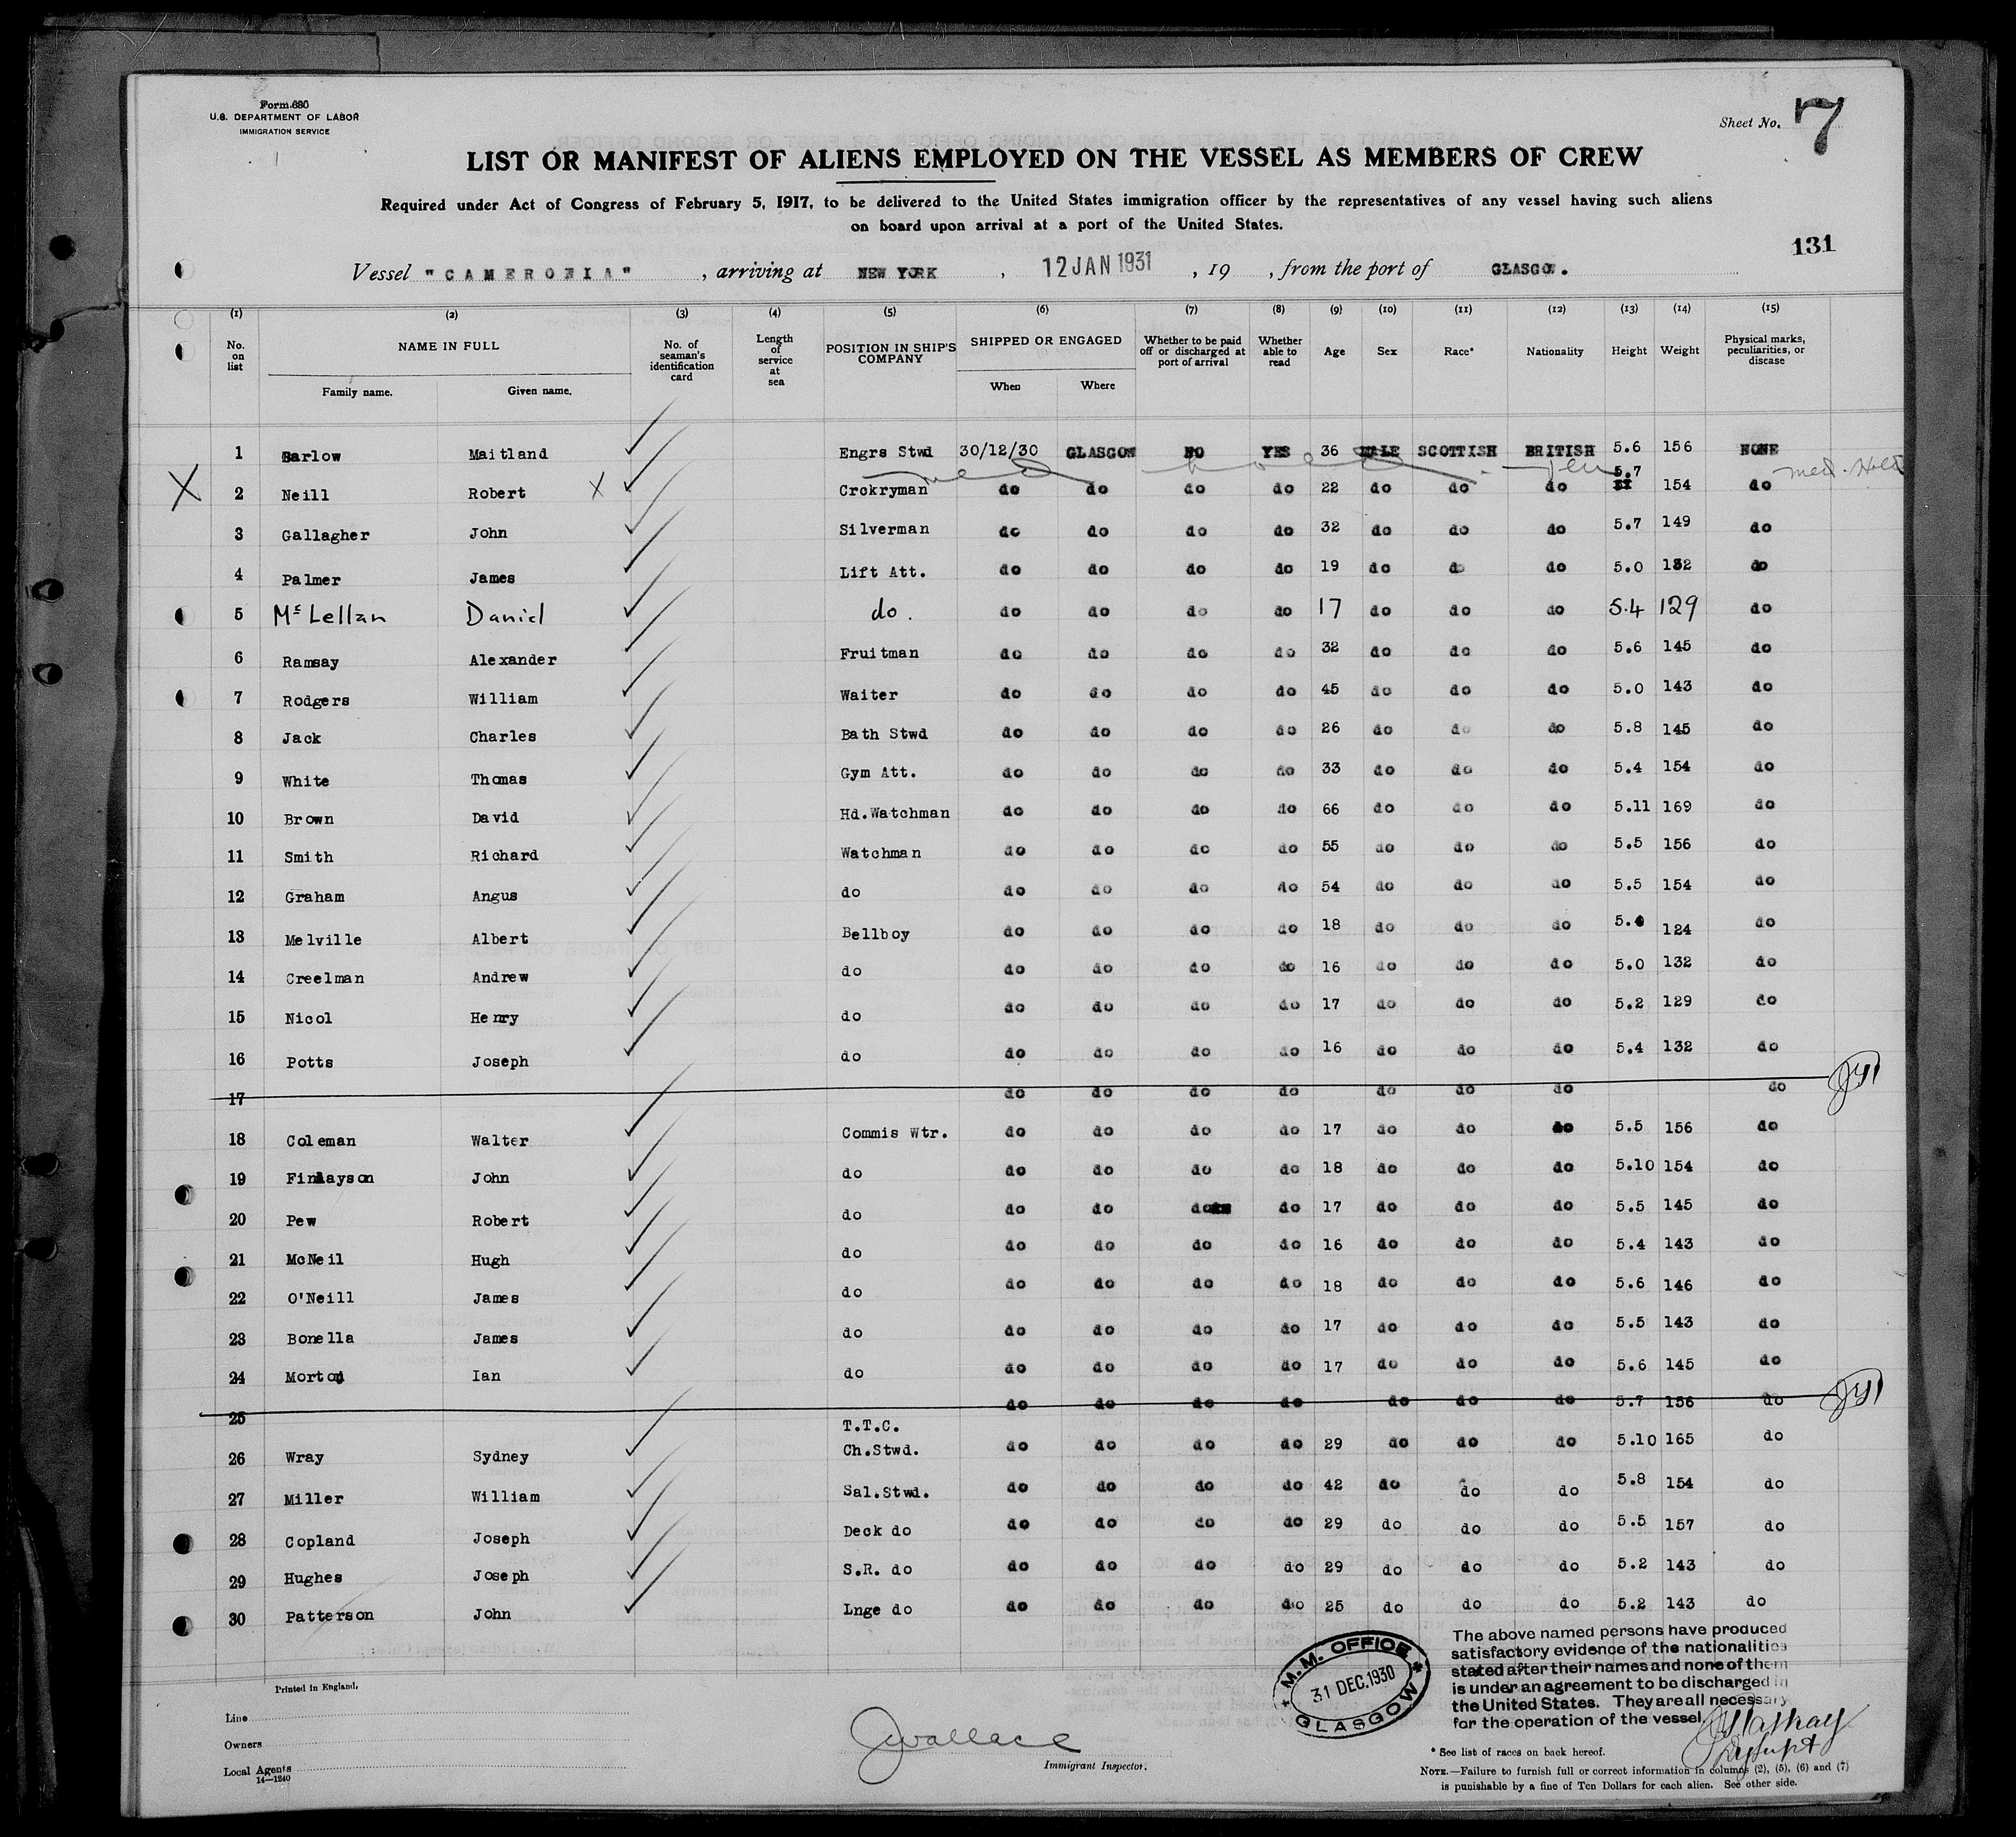 Form 680
U.S. DEPARTMENT OF LABOR
IMMIGRATION SERVICE
Sheet No. 7
LIST OR MANIFEST OF ALIENS EMPLOYED ON THE VESSEL AS MEMBERS OF CREW
Required under Act of Congress of February 5, 1917, to be delivered to the United States immigration officer by the representatives of any vessel having such aliens
on board upon arrival at a port of the United States.
131
Vessel "CAMERONIA", arriving at NEW YORK, 12 JAN 1931, 19 , from the port of GLASGOW.
(1) (2) (3) (4) (5) (6) (7) (8) (9) (10) (11) (12) (13) (14) (15)
No. on list NAME IN FULL No. of seaman's identification card Length of service at sea POSITION IN SHIP'S COMPANY SHIPPED OR ENGAGED Whether to be paid off or discharged at port of arrival Whether able to read Age Sex Race* Nationality Height Weight Physical marks, peculiarities, or disease
Family name. Given name. When Where
1 Barlow Maitland Engrs Stwd 30/12/30 GLASGOW NO YES 36 MALE SCOTTISH BRITISH 5.6 156 NONE
X 2 Neill Robert X Crokryman do do do do 22 do do do 5.7 154 do Med. Held
3 Gallagher John Silverman do do do do 32 do do do 5.7 149 do
4 Palmer James Lift Att. do do do do 19 do do do 5.0 132 do
5 McLellan Daniel do. do do do do 17 do do do 5.4 129 do
6 Ramsay Alexander Fruitman do do do do 32 do do do 5.6 145 do
7 Rodgers William Waiter do do do do 45 do do do 5.0 143 do
8 Jack Charles Bath Stwd do do do do 26 do do do 5.8 145 do
9 White Thomas Gym Att. do do do do 33 do do do 5.4 154 do
10 Brown David Hd.Watchman do do do do 66 do do do 5.11 169 do
11 Smith Richard Watchman do do do do 55 do do do 5.5 156 do
12 Graham Angus do do do do do 54 do do do 5.5 154 do
13 Melville Albert Bellboy do do do do 18 do do do 5.4 124 do
14 Creelman Andrew do do do do do 16 do do do 5.0 132 do
15 Nicol Henry do do do do do 17 do do do 5.2 129 do
16 Potts Joseph do do do do do 16 do do do 5.4 132 do
17 do do do do do do do do
18 Coleman Walter Commis Wtr. do do do do 17 do do do 5.5 156 do
19 Finlayson John do do do do do 18 do do do 5.10 154 do
20 Pew Robert do do do do do 17 do do do 5.5 145 do
21 McNeil Hugh do do do do do 16 do do do 5.4 143 do
22 O'Neill James do do do do do 18 do do do 5.6 146 do
23 Bonella James do do do do do 17 do do do 5.5 143 do
24 Morton Ian do do do do do 17 do do do 5.6 145 do
25 do do do do do do do 5.7 156 do
T.T.C.
26 Wray Sydney Ch.Stwd. do do do do 29 do do do 5.10 165 do
27 Miller William Sal.Stwd. do do do do 42 do do do 5.8 154 do
28 Copland Joseph Deck do do do do do 29 do do do 5.5 157 do
29 Hughes Joseph S.R. do do do do do 29 do do do 5.2 143 do
30 Patterson John Lnge do do do do do 25 do do do 5.2 143 do
M.M. OFFICE
31 DEC. 1930
GLASGOW
The above named persons have produced
satisfactory evidence of the nationalities
stated after their names and none of them
is under an agreement to be discharged in
the United States. They are all necessary
for the operation of the vessel.
Printed in England.
Line
Owners
Local Agents
14—1240
JWallace
Immigrant Inspector.
* See list of races on back hereof.
NOTE.—Failure to furnish full or correct information in columns (2), (5), (6) and (7)
is punishable by a fine of Ten Dollars for each alien. See other side.